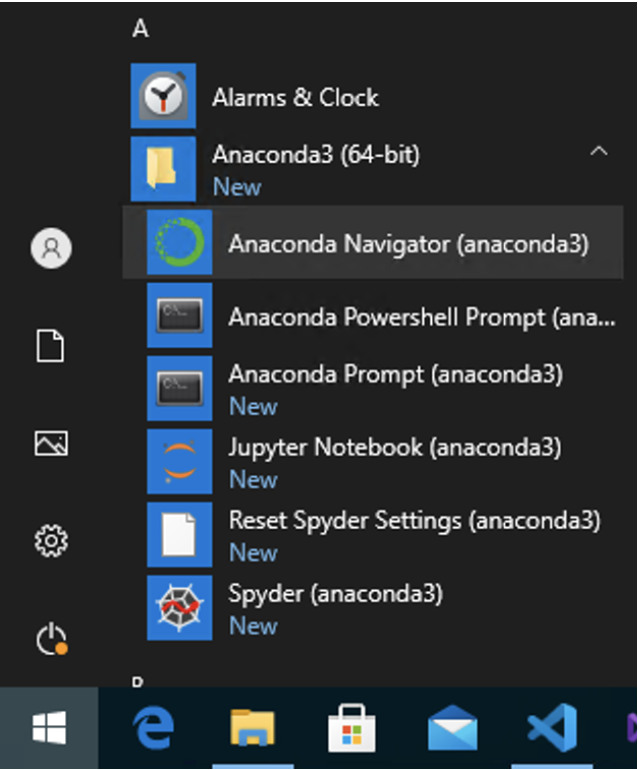 A
Alarms & Clock
Anaconda3 (64-bit)
New
Anaconda Navigator (anaconda3)
Anaconda Powershell Prompt (ana...
Anaconda Prompt (anaconda3)
New
Jupyter Notebook (anaconda3)
New
Reset Spyder Settings (anaconda3)
New
Spyder (anaconda3)
New